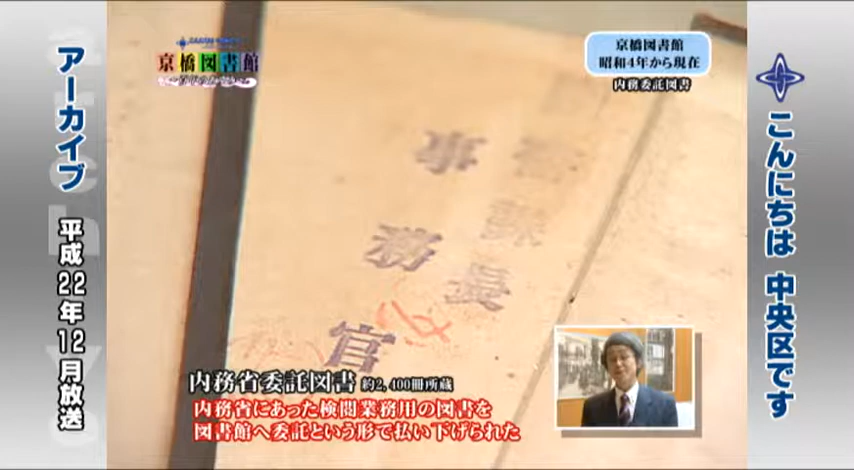 アーカイブ 平成22年12月放送
京橋図書館
京橋図書館
昭和4年から現在
内務委託図書
こんにちは 中央区です
課長
事務官
内務省委託図書 約2,400冊所蔵
内務省にあった検閲業務用の図書を
図書館へ委託という形で払い下げられた